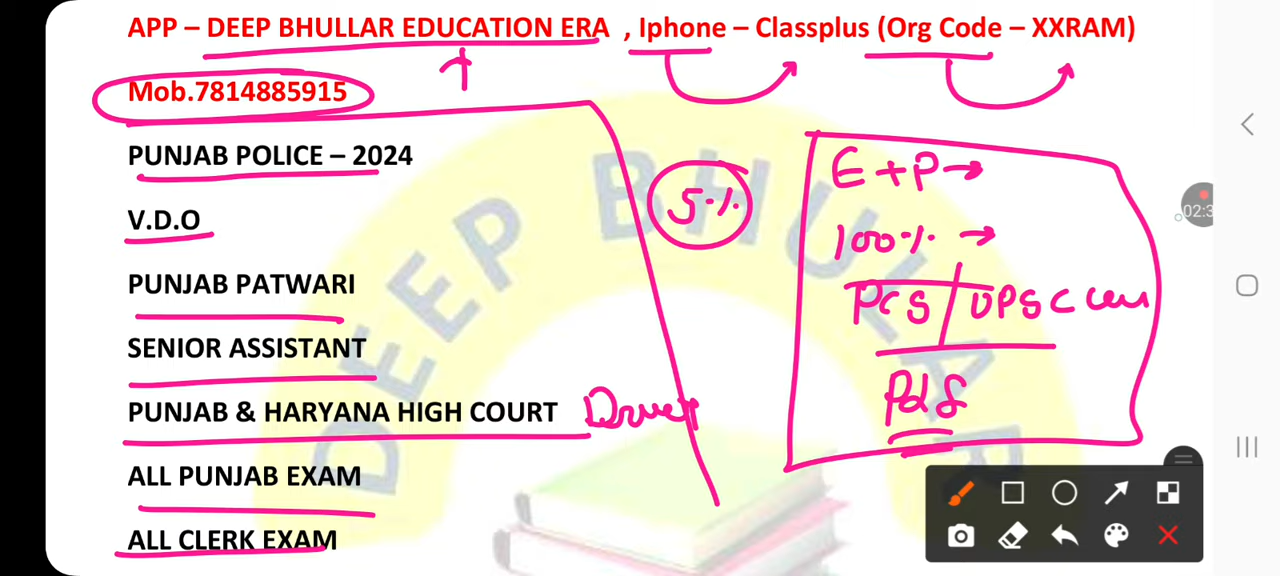 APP – DEEP BHULLAR EDUCATION ERA , Iphone – Classplus (Org Code – XXRAM)
Mob.7814885915
PUNJAB POLICE – 2024
V.D.O
PUNJAB PATWARI
SENIOR ASSISTANT
PUNJAB & HARYANA HIGH COURT
ALL PUNJAB EXAM
ALL CLERK EXAM
5%
E + P →
100% →
PCS / UPSC
Pdf
DEEP BHULLAR
02:3